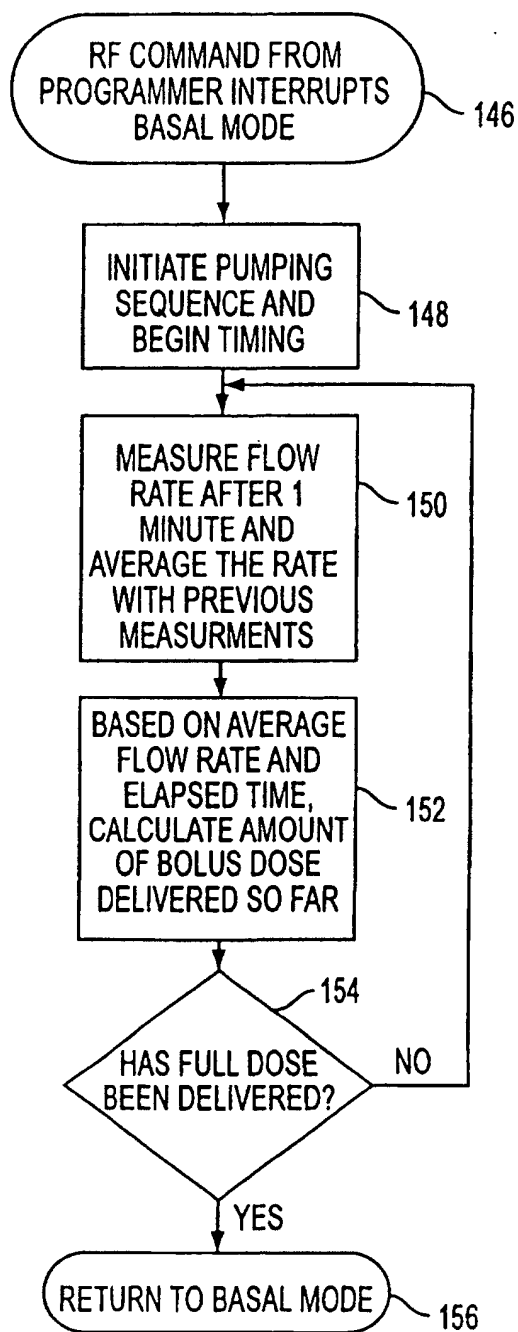 RF COMMAND FROM
PROGRAMMER INTERRUPTS
BASAL MODE
146
INITIATE PUMPING
SEQUENCE AND
BEGIN TIMING
148
MEASURE FLOW
RATE AFTER 1
MINUTE AND
AVERAGE THE RATE
WITH PREVIOUS
MEASURMENTS
150
BASED ON AVERAGE
FLOW RATE AND
ELAPSED TIME,
CALCULATE AMOUNT
OF BOLUS DOSE
DELIVERED SO FAR
152
154
HAS FULL DOSE
BEEN DELIVERED?
NO
YES
RETURN TO BASAL MODE
156